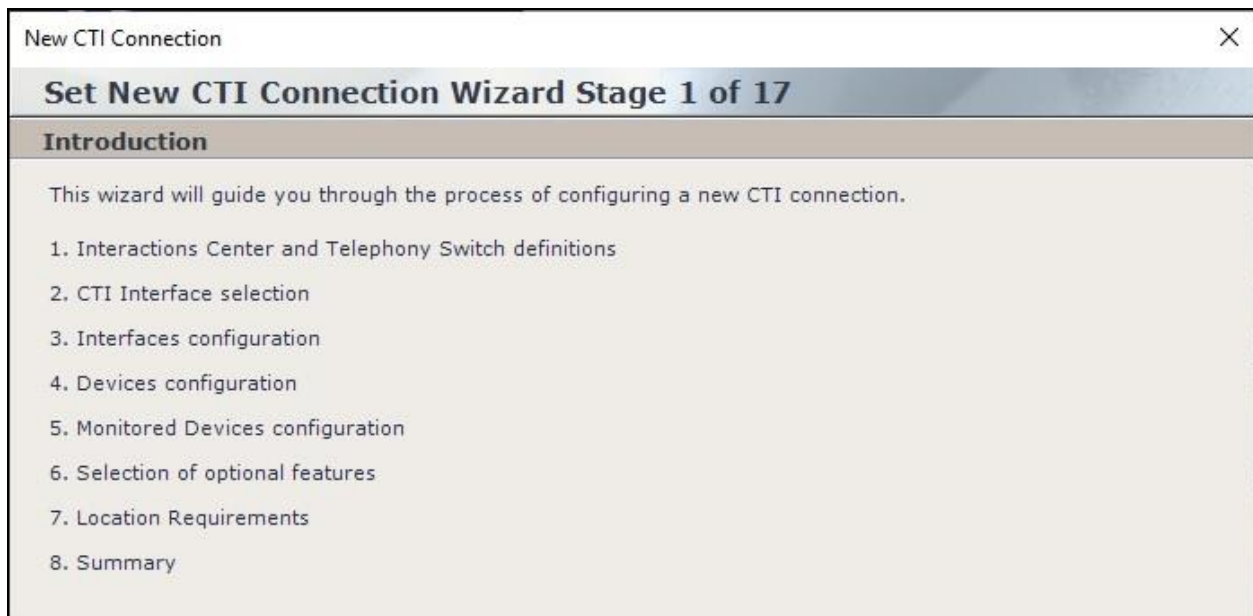 New CTI Connection
Set New CTI Connection Wizard Stage 1 of 17
Introduction
This wizard will guide you through the process of configuring a new CTI connection.
1. Interactions Center and Telephony Switch definitions
2. CTI Interface selection
3. Interfaces configuration
4. Devices configuration
5. Monitored Devices configuration
6. Selection of optional features
7. Location Requirements
8. Summary